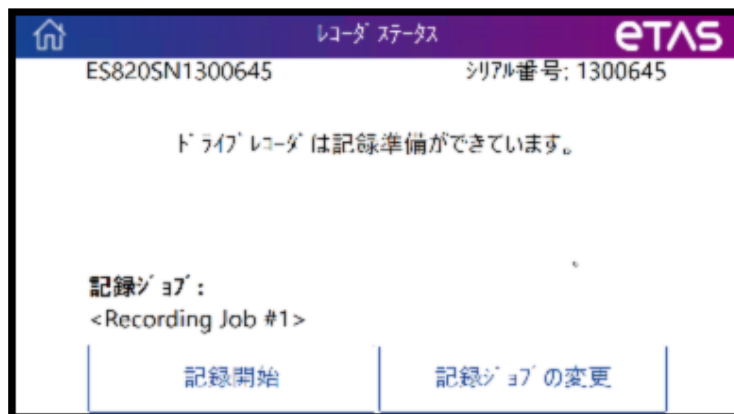 ﾚｺｰﾀﾞ ｽﾃｰﾀｽ
ETAS
ES820SN1300645
ｼﾘｱﾙ番号: 1300645
ﾄﾞﾗｲﾌﾞﾚｺｰﾀﾞは記録準備ができています。
記録ｼﾞｮﾌﾞ:
<Recording Job #1>
記録開始
記録ｼﾞｮﾌﾞの変更